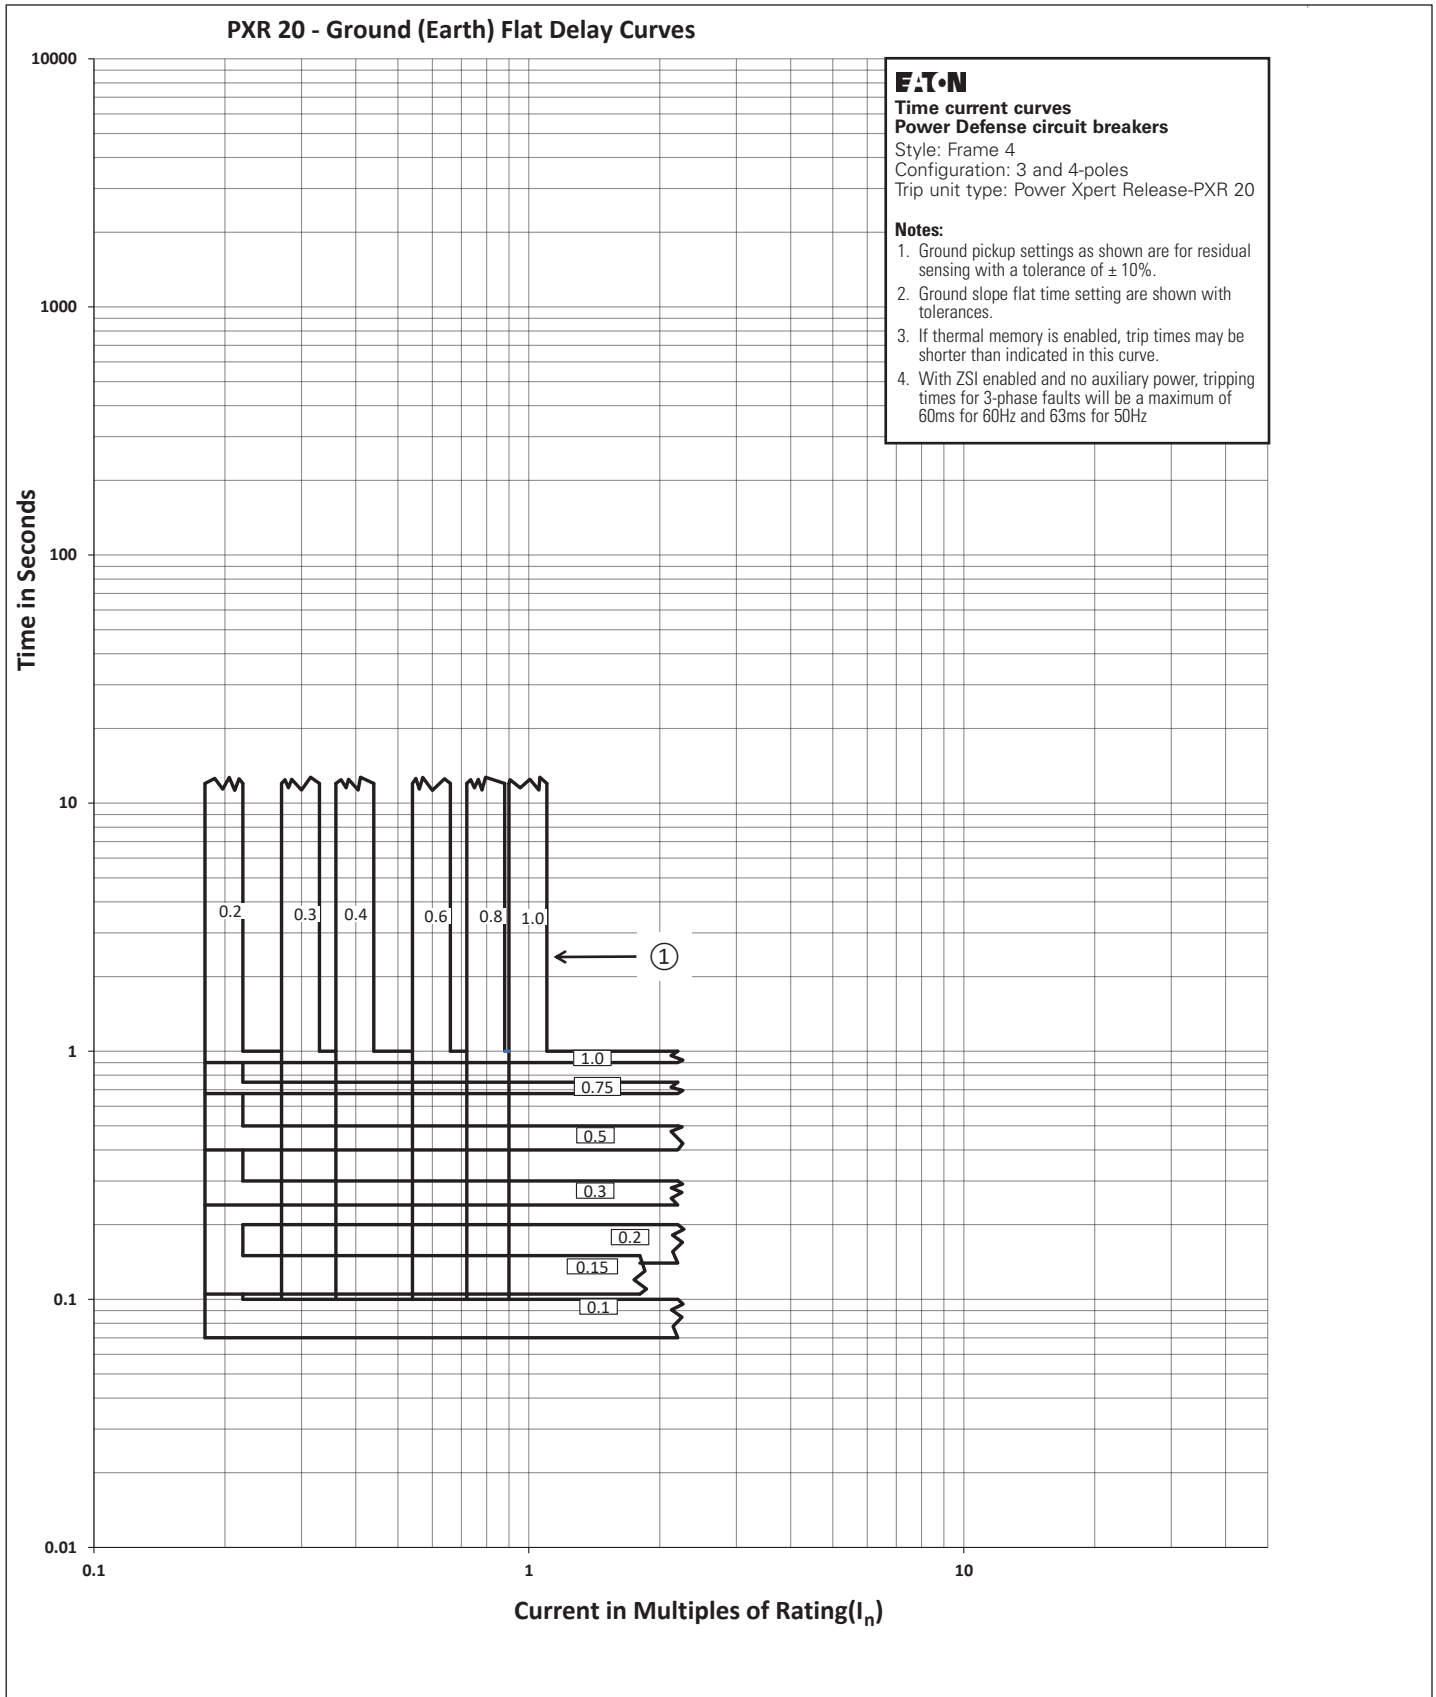 PXR 20 - Ground (Earth) Flat Delay Curves
EATON
Time current curves
Power Defense circuit breakers
Style: Frame 4
Configuration: 3 and 4-poles
Trip unit type: Power Xpert Release-PXR 20
Notes:
1. Ground pickup settings as shown are for residual
sensing with a tolerance of ± 10%.
2. Ground slope flat time setting are shown with
tolerances.
3. If thermal memory is enabled, trip times may be
shorter than indicated in this curve.
4. With ZSI enabled and no auxiliary power, tripping
times for 3-phase faults will be a maximum of
60ms for 60Hz and 63ms for 50Hz
Time in Seconds
10000
1000
100
10
1
0.1
0.01
0.2
0.3
0.4
0.6
0.8
1.0
①
1.0
0.75
0.5
0.3
0.2
0.15
0.1
0.1
1
10
Current in Multiples of Rating(Iₙ)